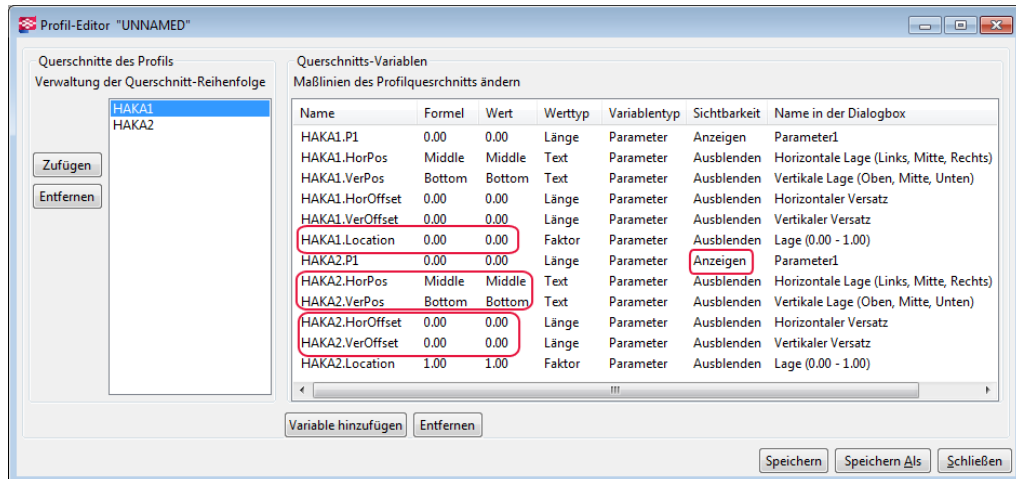 Profil-Editor "UNNAMED"
Querschnitte des Profils
Verwaltung der Querschnitt-Reihenfolge
HAKA1
HAKA2
Zufügen
Entfernen
Querschnitts-Variablen
Maßlinien des Profilquesrchnitts ändern
Name Formel Wert Werttyp Variablentyp Sichtbarkeit Name in der Dialogbox
HAKA1.P1 0.00 0.00 Länge Parameter Anzeigen Parameter1
HAKA1.HorPos Middle Middle Text Parameter Ausblenden Horizontale Lage (Links, Mitte, Rechts)
HAKA1.VerPos Bottom Bottom Text Parameter Ausblenden Vertikale Lage (Oben, Mitte, Unten)
HAKA1.HorOffset 0.00 0.00 Länge Parameter Ausblenden Horizontaler Versatz
HAKA1.VerOffset 0.00 0.00 Länge Parameter Ausblenden Vertikaler Versatz
HAKA1.Location 0.00 0.00 Faktor Parameter Ausblenden Lage (0.00 - 1.00)
HAKA2.P1 0.00 0.00 Länge Parameter Anzeigen Parameter1
HAKA2.HorPos Middle Middle Text Parameter Ausblenden Horizontale Lage (Links, Mitte, Rechts)
HAKA2.VerPos Bottom Bottom Text Parameter Ausblenden Vertikale Lage (Oben, Mitte, Unten)
HAKA2.HorOffset 0.00 0.00 Länge Parameter Ausblenden Horizontaler Versatz
HAKA2.VerOffset 0.00 0.00 Länge Parameter Ausblenden Vertikaler Versatz
HAKA2.Location 1.00 1.00 Faktor Parameter Ausblenden Lage (0.00 - 1.00)
Variable hinzufügen Entfernen
Speichern Speichern Als Schließen